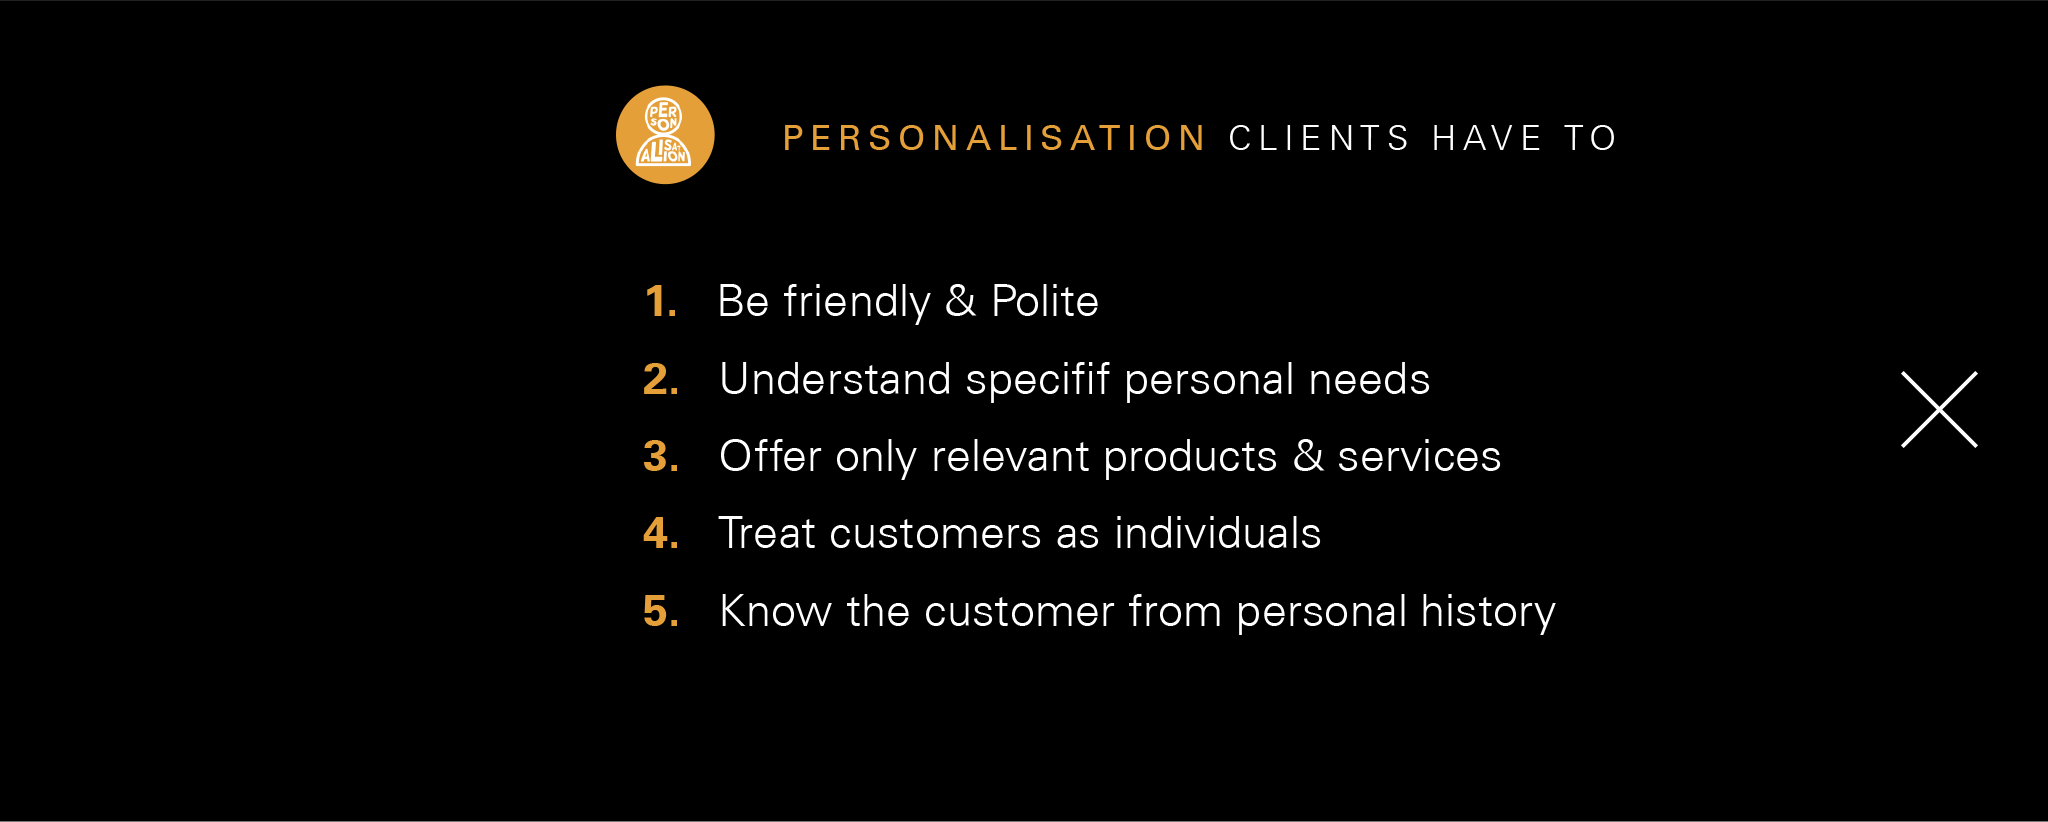 PER
SON
ALISA-
TION
PERSONALISATION CLIENTS HAVE TO
1. Be friendly & Polite
2. Understand specifif personal needs
3. Offer only relevant products & services
4. Treat customers as individuals
5. Know the customer from personal history